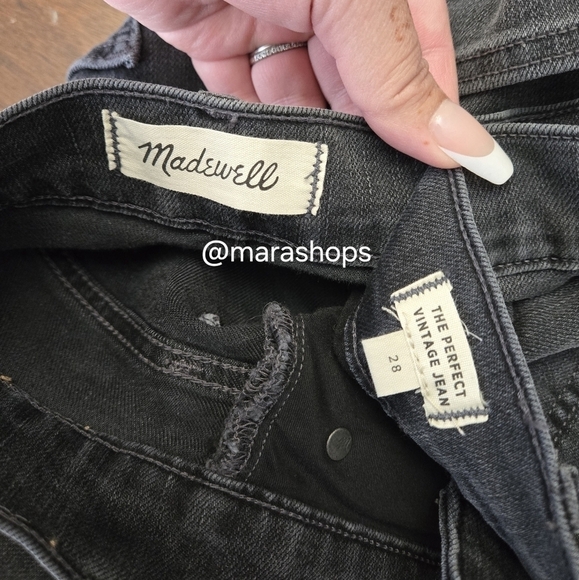 Madewell
@marashops
THE PERFECT
VINTAGE JEAN
28